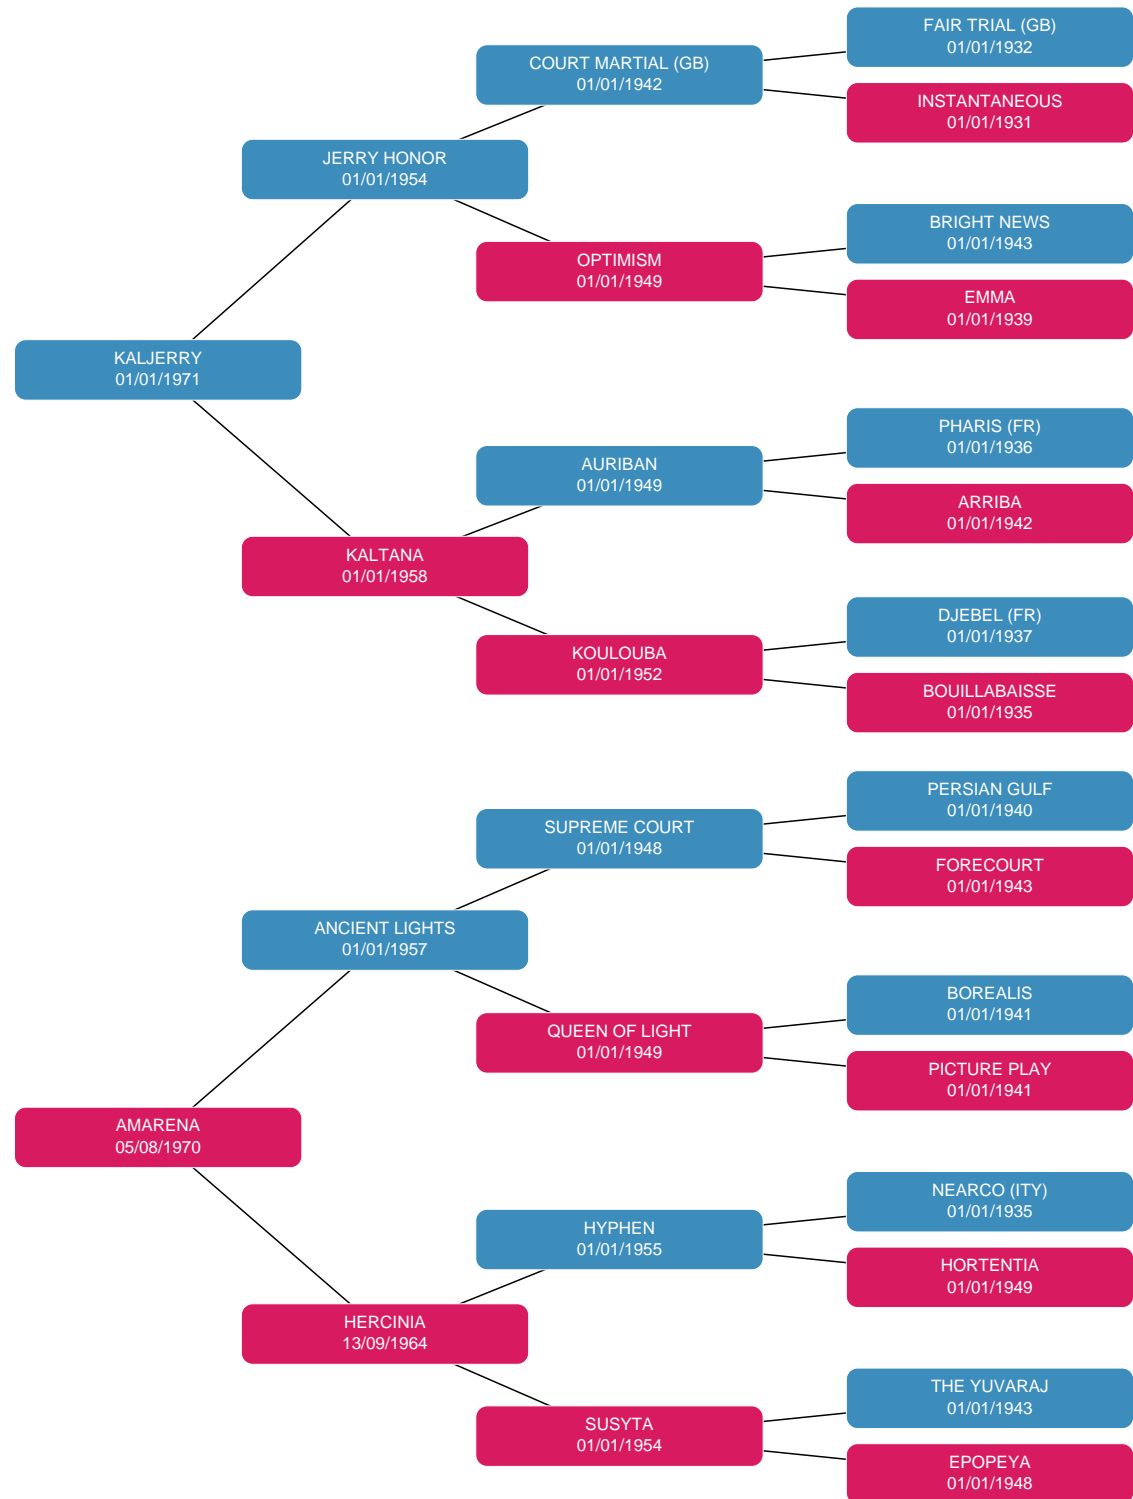 FAIR TRIAL (GB)
01/01/1932
COURT MARTIAL (GB)
01/01/1942
INSTANTANEOUS
01/01/1931
JERRY HONOR
01/01/1954
BRIGHT NEWS
01/01/1943
OPTIMISM
01/01/1949
EMMA
01/01/1939
KALJERRY
01/01/1971
PHARIS (FR)
01/01/1936
AURIBAN
01/01/1949
ARRIBA
01/01/1942
KALTANA
01/01/1958
DJEBEL (FR)
01/01/1937
KOULOUBA
01/01/1952
BOUILLABAISSE
01/01/1935
PERSIAN GULF
01/01/1940
SUPREME COURT
01/01/1948
FORECOURT
01/01/1943
ANCIENT LIGHTS
01/01/1957
BOREALIS
01/01/1941
QUEEN OF LIGHT
01/01/1949
PICTURE PLAY
01/01/1941
AMARENA
05/08/1970
NEARCO (ITY)
01/01/1935
HYPHEN
01/01/1955
HORTENTIA
01/01/1949
HERCINIA
13/09/1964
THE YUVARAJ
01/01/1943
SUSYTA
01/01/1954
EPOPEYA
01/01/1948